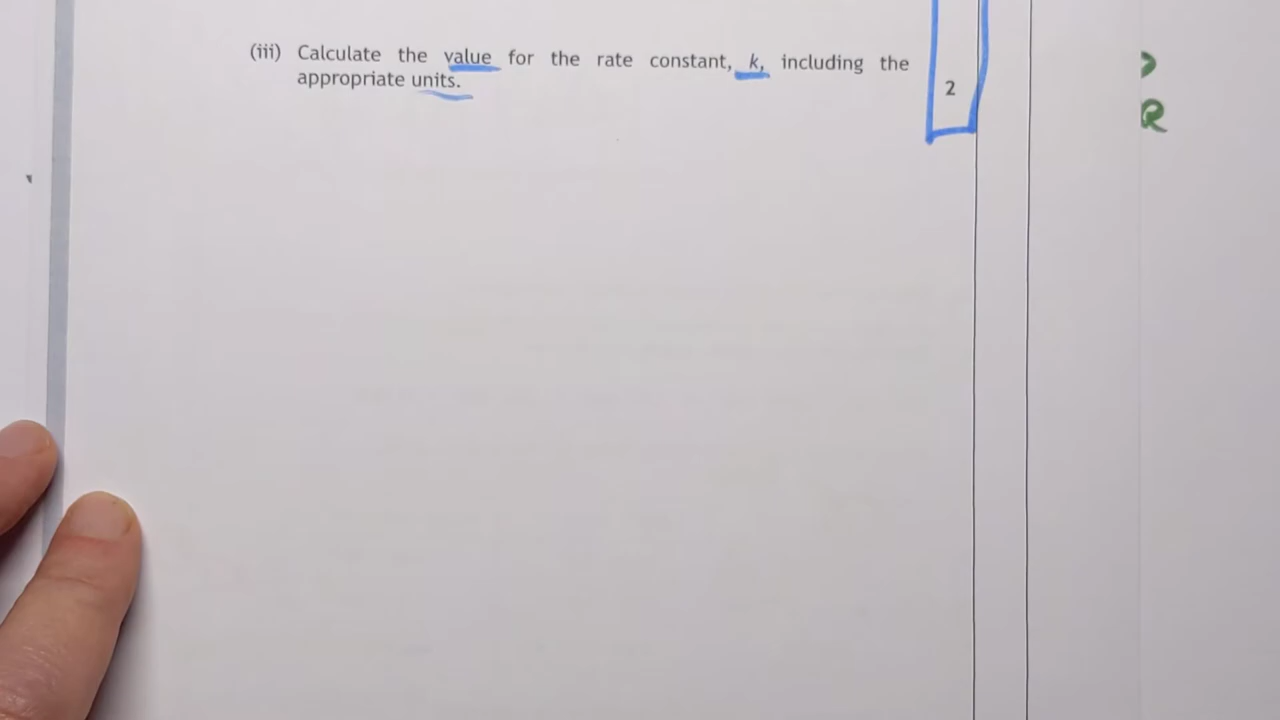 (iii) Calculate the value for the rate constant, k, including the
appropriate units.
2
R